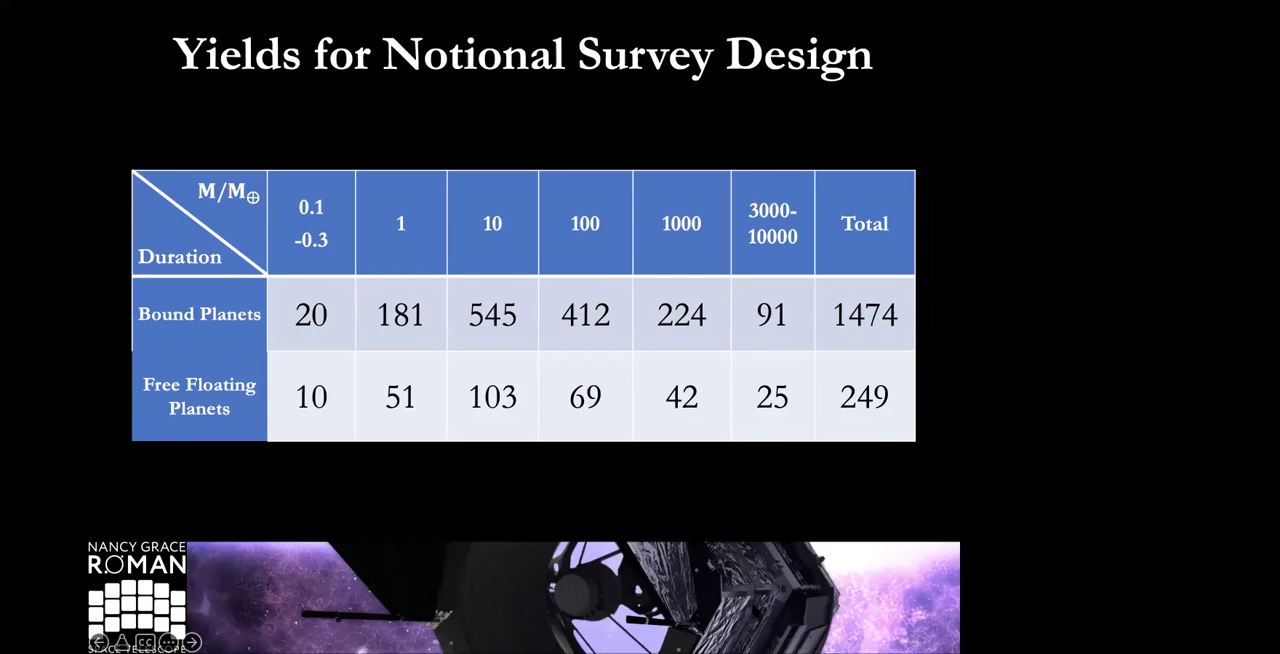 Yields for Notional Survey Design
M/M⊕
Duration
0.1
-0.3
1
10
100
1000
3000-
10000
Total
Bound Planets
20
181
545
412
224
91
1474
Free Floating
Planets
10
51
103
69
42
25
249
NANCY GRACE
ROMAN
SPACE TELESCOPE
CC